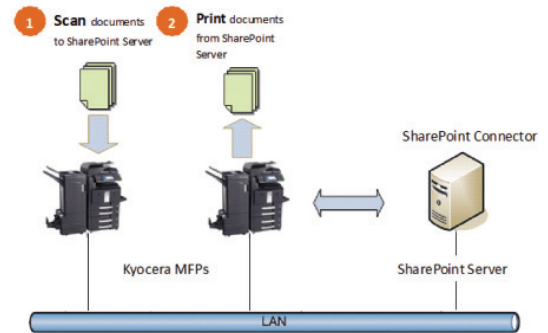 1 Scan documents
to SharePoint Server
2 Print documents
from SharePoint
Server
SharePoint Connector
Kyocera MFPs
SharePoint Server
LAN